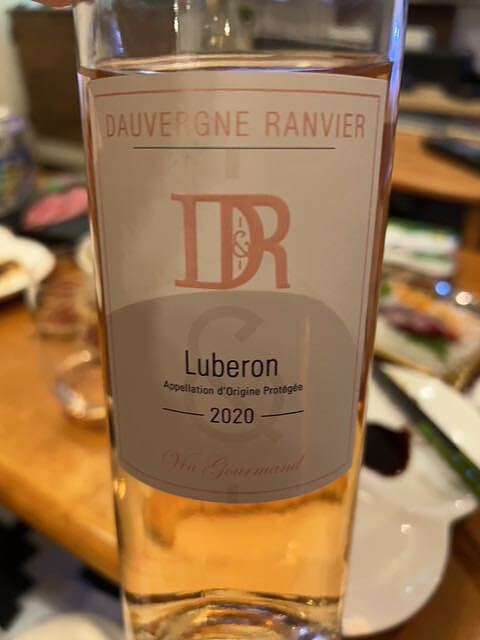 DAUVERGNE RANVIER
D&R
Luberon
Appellation d'Origine Protégée
2020
Vin Gourmand